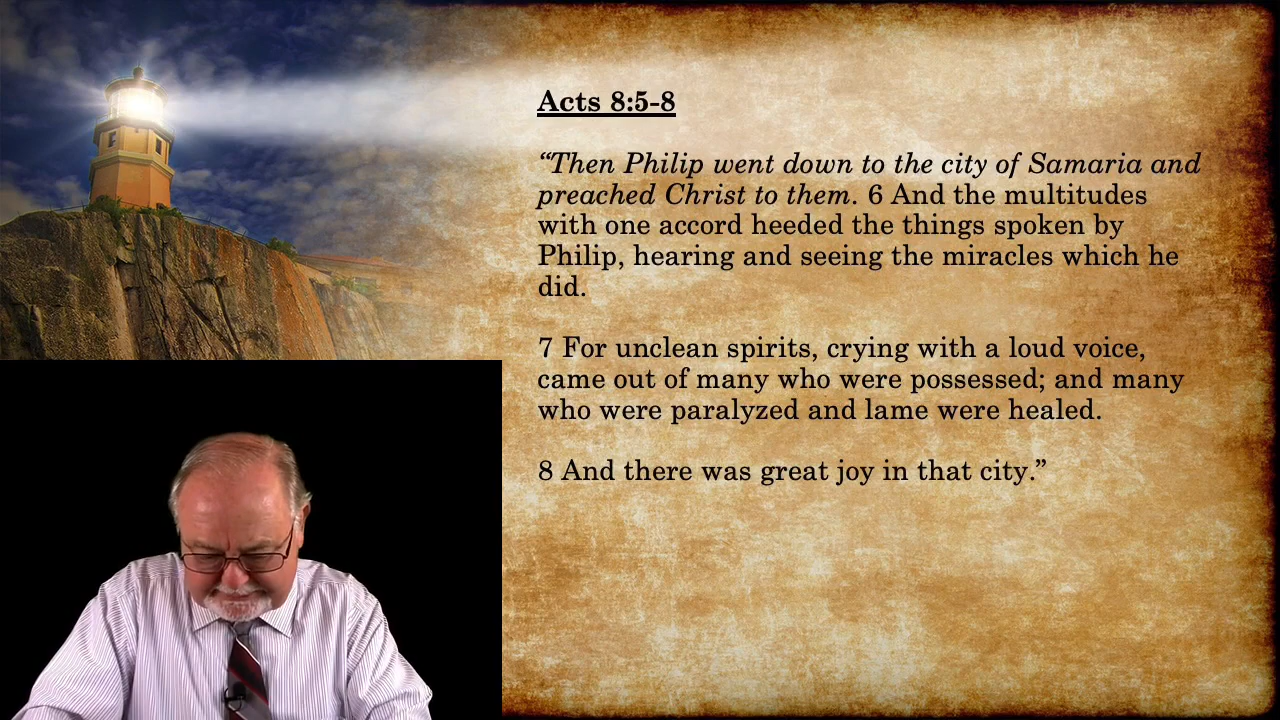 Acts 8:5-8
“Then Philip went down to the city of Samaria and
preached Christ to them. 6 And the multitudes
with one accord heeded the things spoken by
Philip, hearing and seeing the miracles which he
did.
7 For unclean spirits, crying with a loud voice,
came out of many who were possessed; and many
who were paralyzed and lame were healed.
8 And there was great joy in that city.”